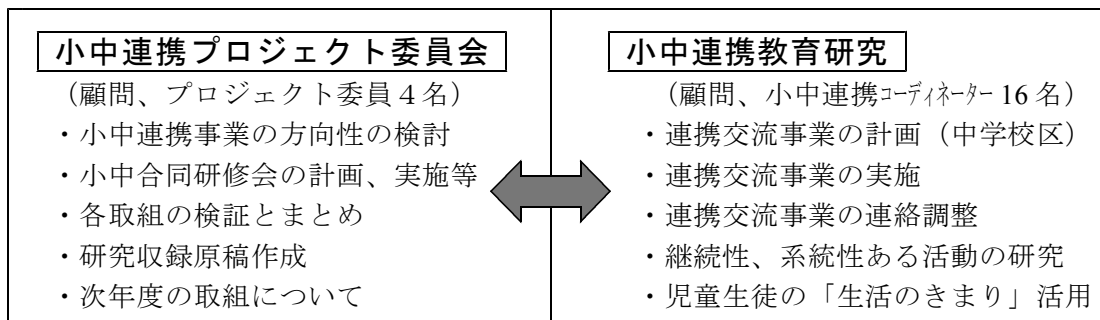 小中連携プロジェクト委員会
(顧問、プロジェクト委員4名)
・小中連携事業の方向性の検討
・小中合同研修会の計画、実施等
・各取組の検証とまとめ
・研究収録原稿作成
・次年度の取組について
小中連携教育研究
(顧問、小中連携ｺｰﾃﾞｨﾈｰﾀｰ 16名)
・連携交流事業の計画(中学校区)
・連携交流事業の実施
・連携交流事業の連絡調整
・継続性、系統性ある活動の研究
・児童生徒の「生活のきまり」活用